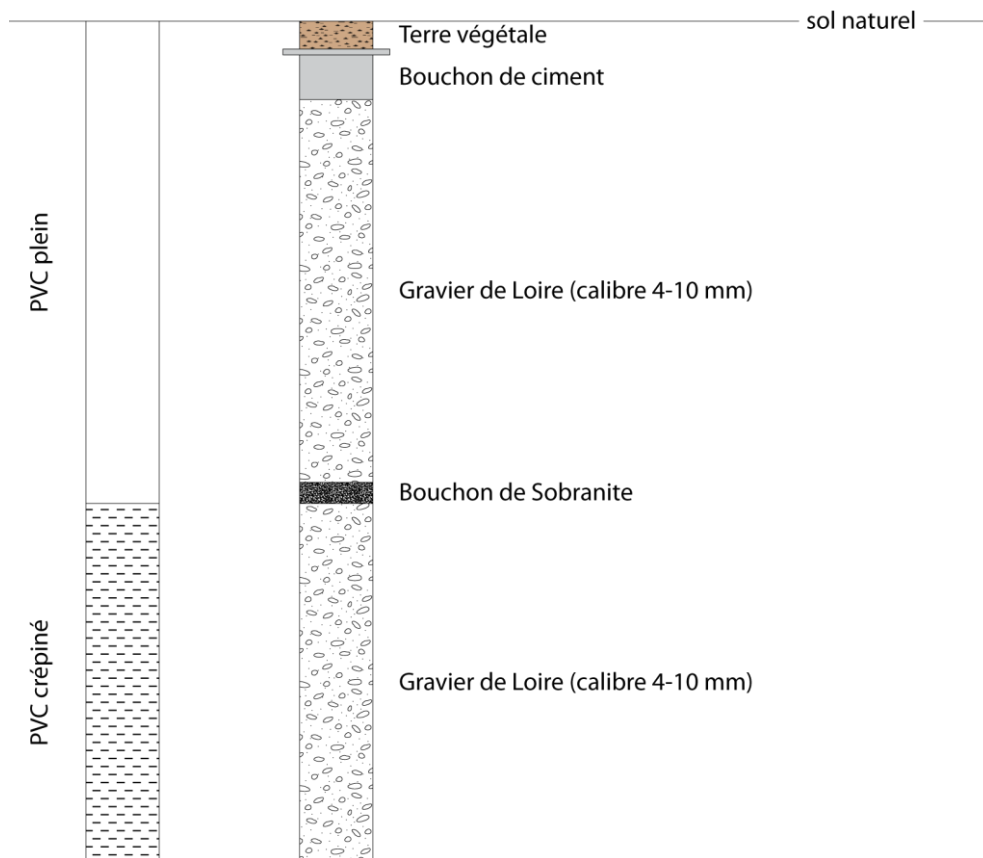 sol naturel
Terre végétale
Bouchon de ciment
PVC plein
Gravier de Loire (calibre 4-10 mm)
Bouchon de Sobranite
PVC crépiné
Gravier de Loire (calibre 4-10 mm)